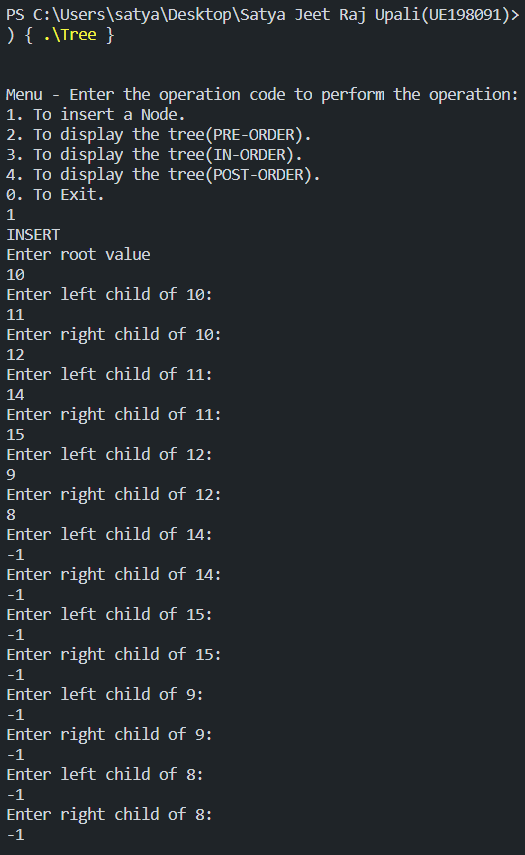 PS C:\Users\satya\Desktop\Satya Jeet Raj Upali(UE198091)>
) { .\Tree }
Menu - Enter the operation code to perform the operation:
1. To insert a Node.
2. To display the tree(PRE-ORDER).
3. To display the tree(IN-ORDER).
4. To display the tree(POST-ORDER).
0. To Exit.
1
INSERT
Enter root value
10
Enter left child of 10:
11
Enter right child of 10:
12
Enter left child of 11:
14
Enter right child of 11:
15
Enter left child of 12:
9
Enter right child of 12:
8
Enter left child of 14:
-1
Enter right child of 14:
-1
Enter left child of 15:
-1
Enter right child of 15:
-1
Enter left child of 9:
-1
Enter right child of 9:
-1
Enter left child of 8:
-1
Enter right child of 8:
-1